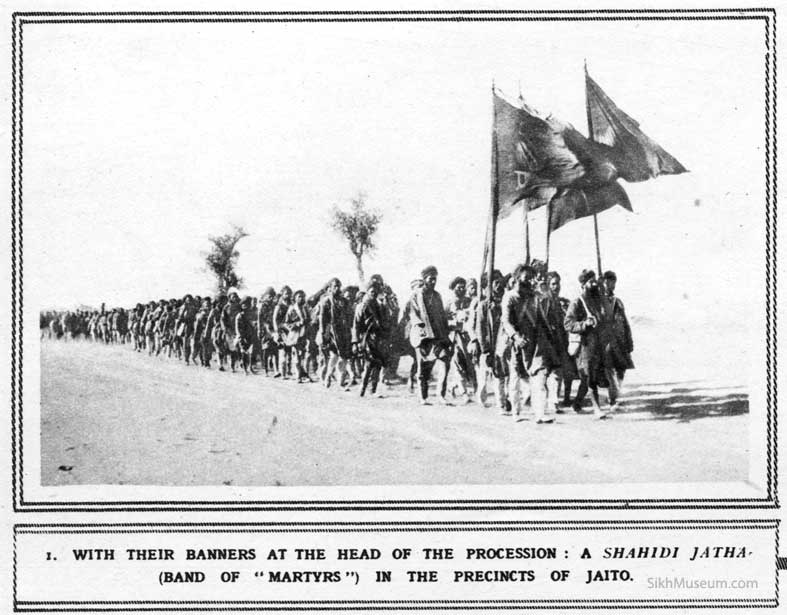 1. WITH THEIR BANNERS AT THE HEAD OF THE PROCESSION : A SHAHIDI JATHA-
(BAND OF "MARTYRS") IN THE PRECINCTS OF JAITO.
SikhMuseum.com